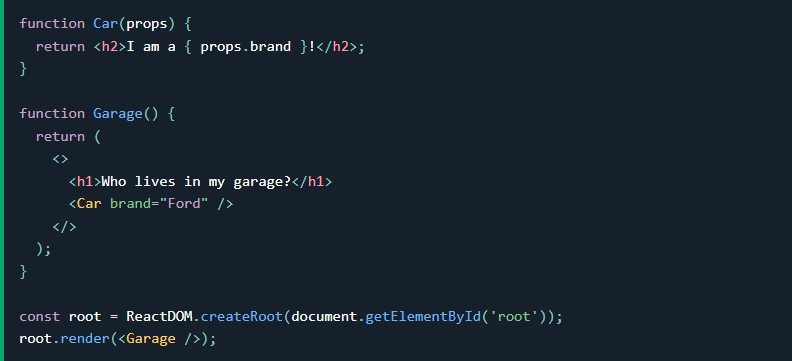 function Car(props) {
  return <h2>I am a { props.brand }!</h2>;
}

function Garage() {
  return (
    <>
      <h1>Who lives in my garage?</h1>
      <Car brand="Ford" />
    </>
  );
}

const root = ReactDOM.createRoot(document.getElementById('root'));
root.render(<Garage />);